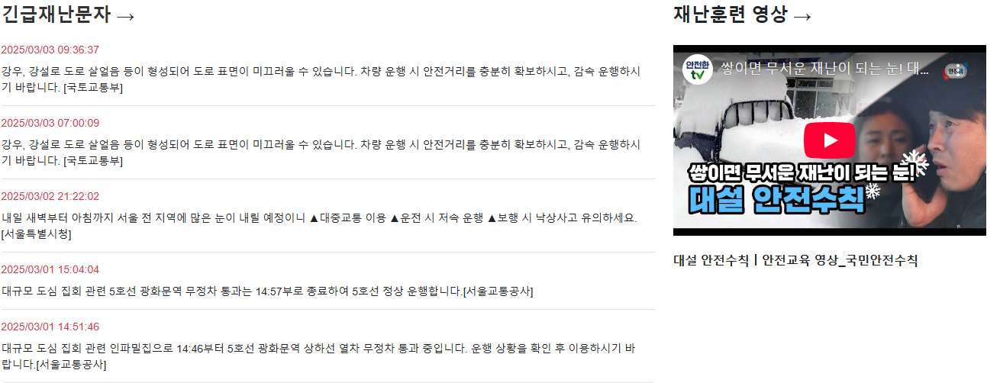 긴급재난문자 →
2025/03/03 09:36:37
강우, 강설로 도로 살얼음 등이 형성되어 도로 표면이 미끄러울 수 있습니다. 차량 운행 시 안전거리를 충분히 확보하시고, 감속 운행하시
기 바랍니다. [국토교통부]
2025/03/03 07:00:09
강우, 강설로 도로 살얼음 등이 형성되어 도로 표면이 미끄러울 수 있습니다. 차량 운행 시 안전거리를 충분히 확보하시고, 감속 운행하시
기 바랍니다. [국토교통부]
2025/03/02 21:22:02
내일 새벽부터 아침까지 서울 전 지역에 많은 눈이 내릴 예정이니 ▲대중교통 이용 ▲운전 시 저속 운행 ▲보행 시 낙상사고 유의하세요.
[서울특별시청]
2025/03/01 15:04:04
대규모 도심 집회 관련 5호선 광화문역 무정차 통과는 14:57부로 종료하여 5호선 정상 운행합니다.[서울교통공사]
2025/03/01 14:51:46
대규모 도심 집회 관련 인파밀집으로 14:46부터 5호선 광화문역 상하선 열차 무정차 통과 중입니다. 운행 상황을 확인 후 이용하시기 바
랍니다.[서울교통공사]
재난훈련 영상 →
안전한
tv
쌓이면 무서운 재난이 되는 눈! 대...
쌓이면 무서운 재난이 되는 눈!
대설 안전수칙
대설 안전수칙 | 안전교육 영상_국민안전수칙